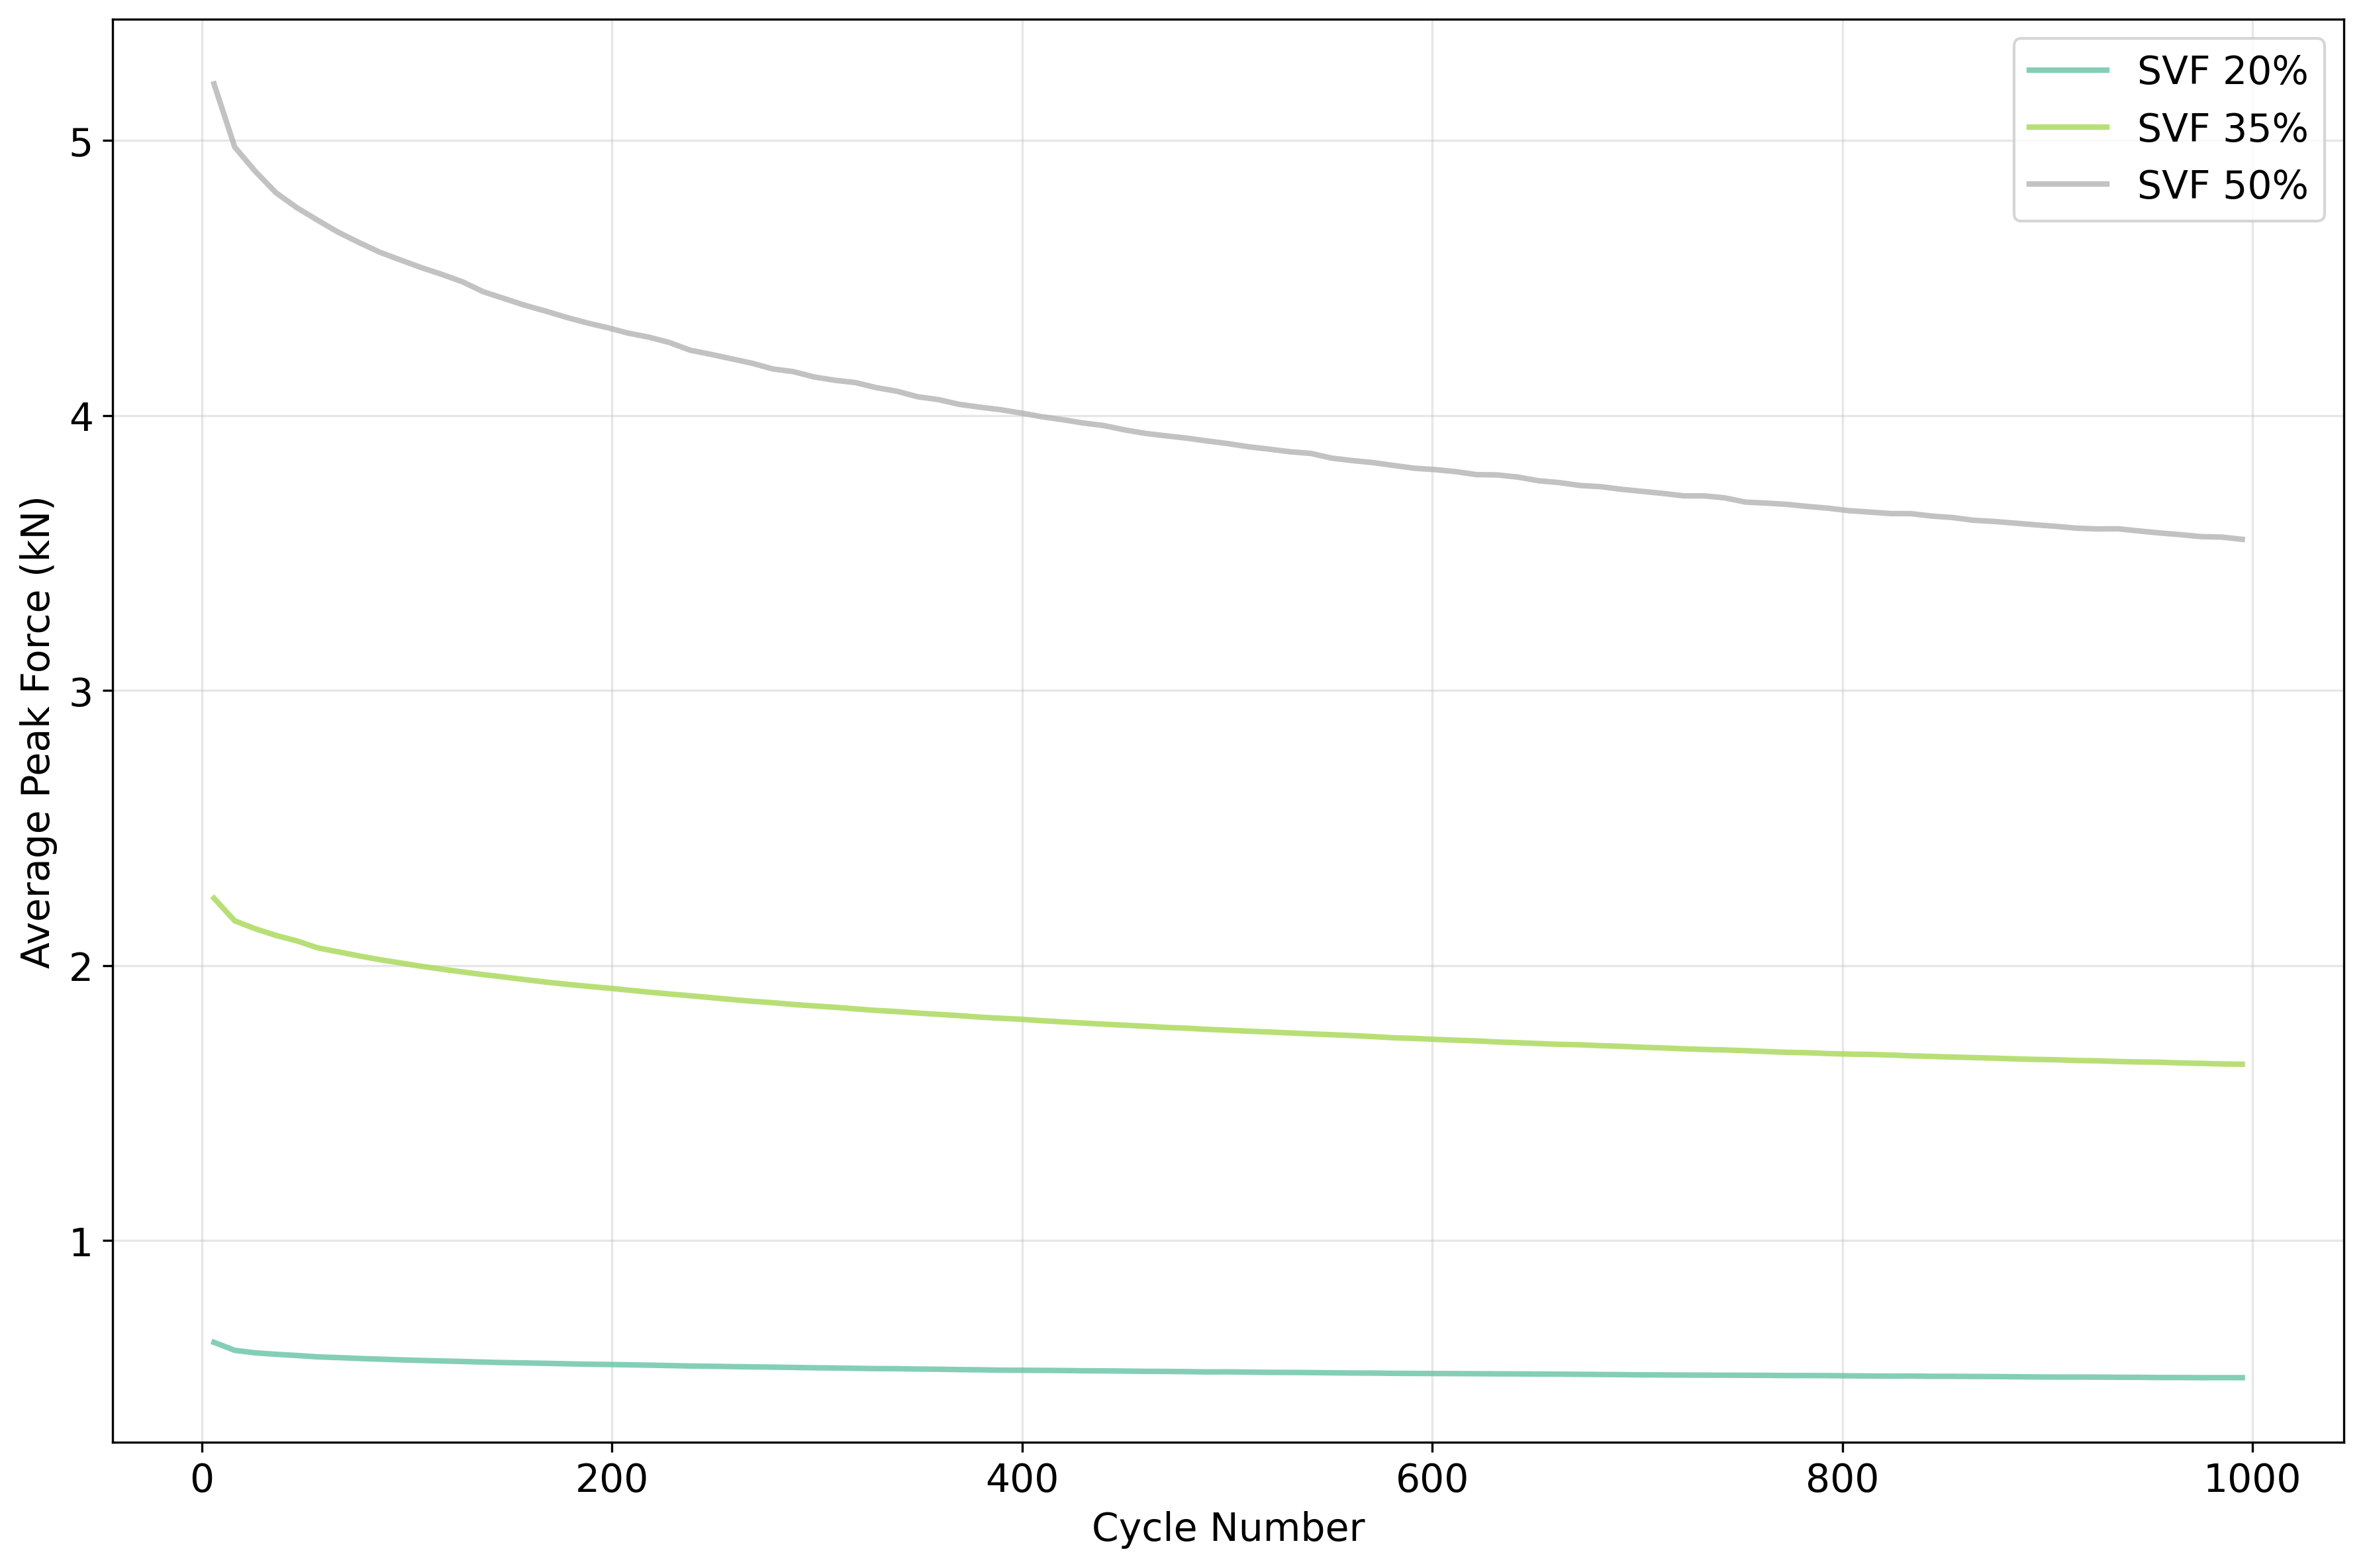 SVF 20%
SVF 35%
SVF 50%
Average Peak Force (kN)
5
4
3
2
1
0 200 400 600 800 1000
Cycle Number